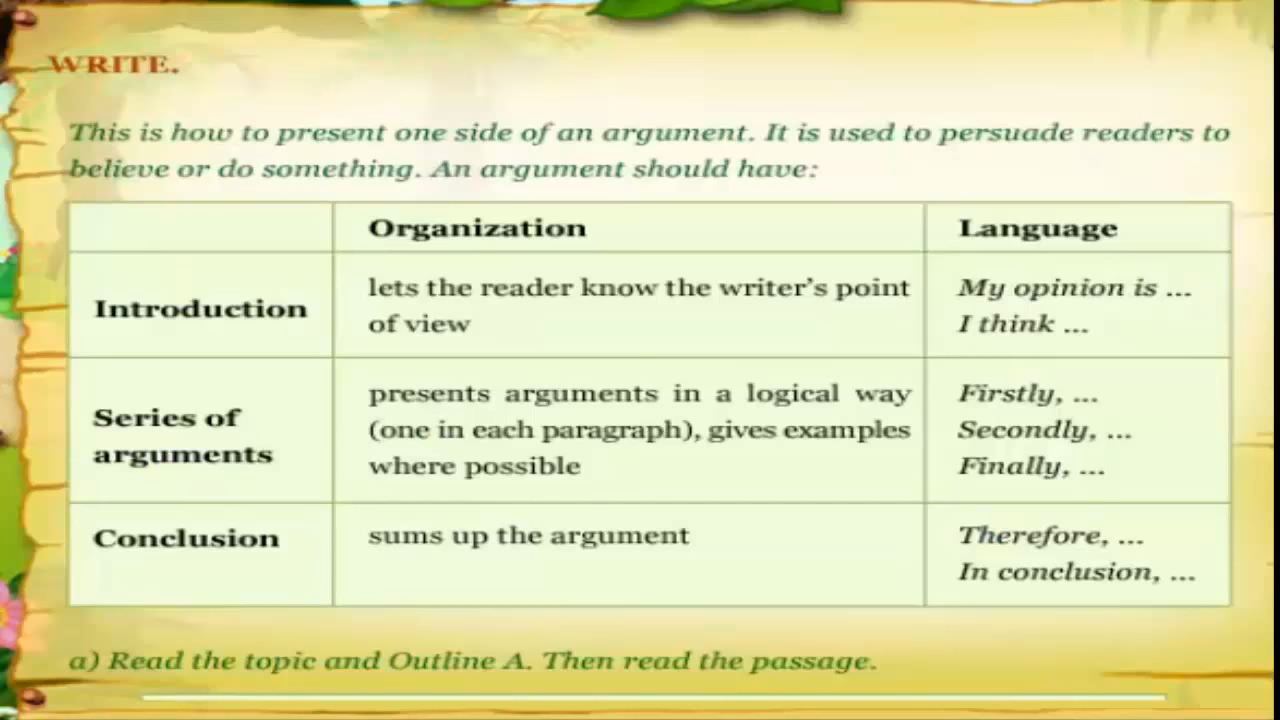 WRITE.
This is how to present one side of an argument. It is used to persuade readers to
believe or do something. An argument should have:
Organization Language
Introduction
lets the reader know the writer's point
of view
My opinion is ...
I think ...
Series of
arguments
presents arguments in a logical way
(one in each paragraph), gives examples
where possible
Firstly, ...
Secondly, ...
Finally, ...
Conclusion
sums up the argument
Therefore, ...
In conclusion, ...
a) Read the topic and Outline A. Then read the passage.